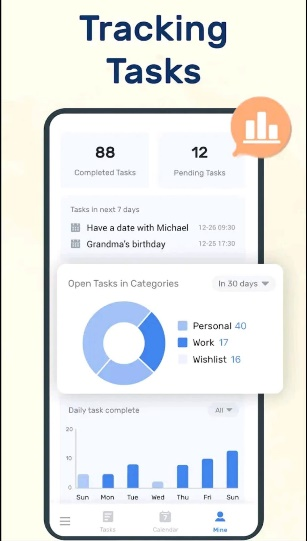 Tracking
Tasks
88
Completed Tasks
12
Pending Tasks
Tasks in next 7 days
Have a date with Michael 12-26 09:30
Grandma's birthday 12-25 17:30
Open Tasks in Categories
In 30 days
Personal 40
Work 17
Wishlist 16
Daily task complete
All
20
10
0
Sun Mon Tue Wed Thu Fri Sun
Tasks
Calendar
7
Mine